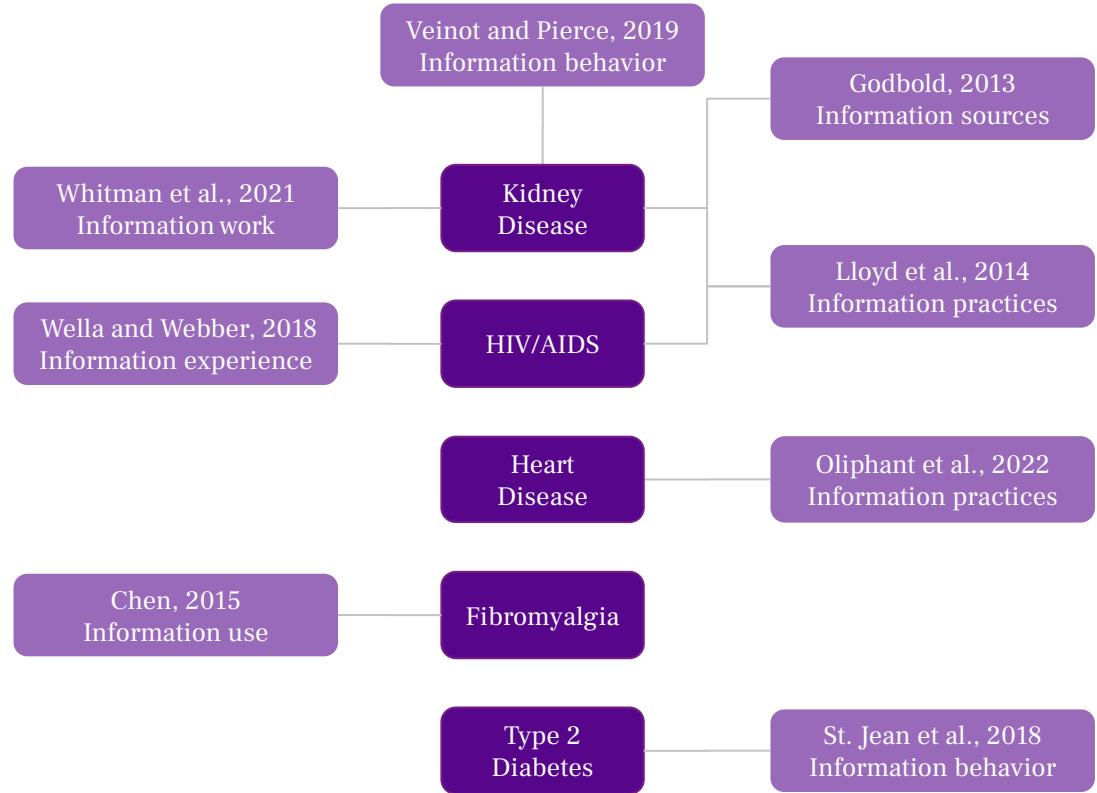 Veinot and Pierce, 2019
Information behavior
Godbold, 2013
Information sources
Whitman et al., 2021
Information work
Kidney
Disease
Lloyd et al., 2014
Information practices
Wella and Webber, 2018
Information experience
HIV/AIDS
Heart
Disease
Oliphant et al., 2022
Information practices
Chen, 2015
Information use
Fibromyalgia
Type 2
Diabetes
St. Jean et al., 2018
Information behavior